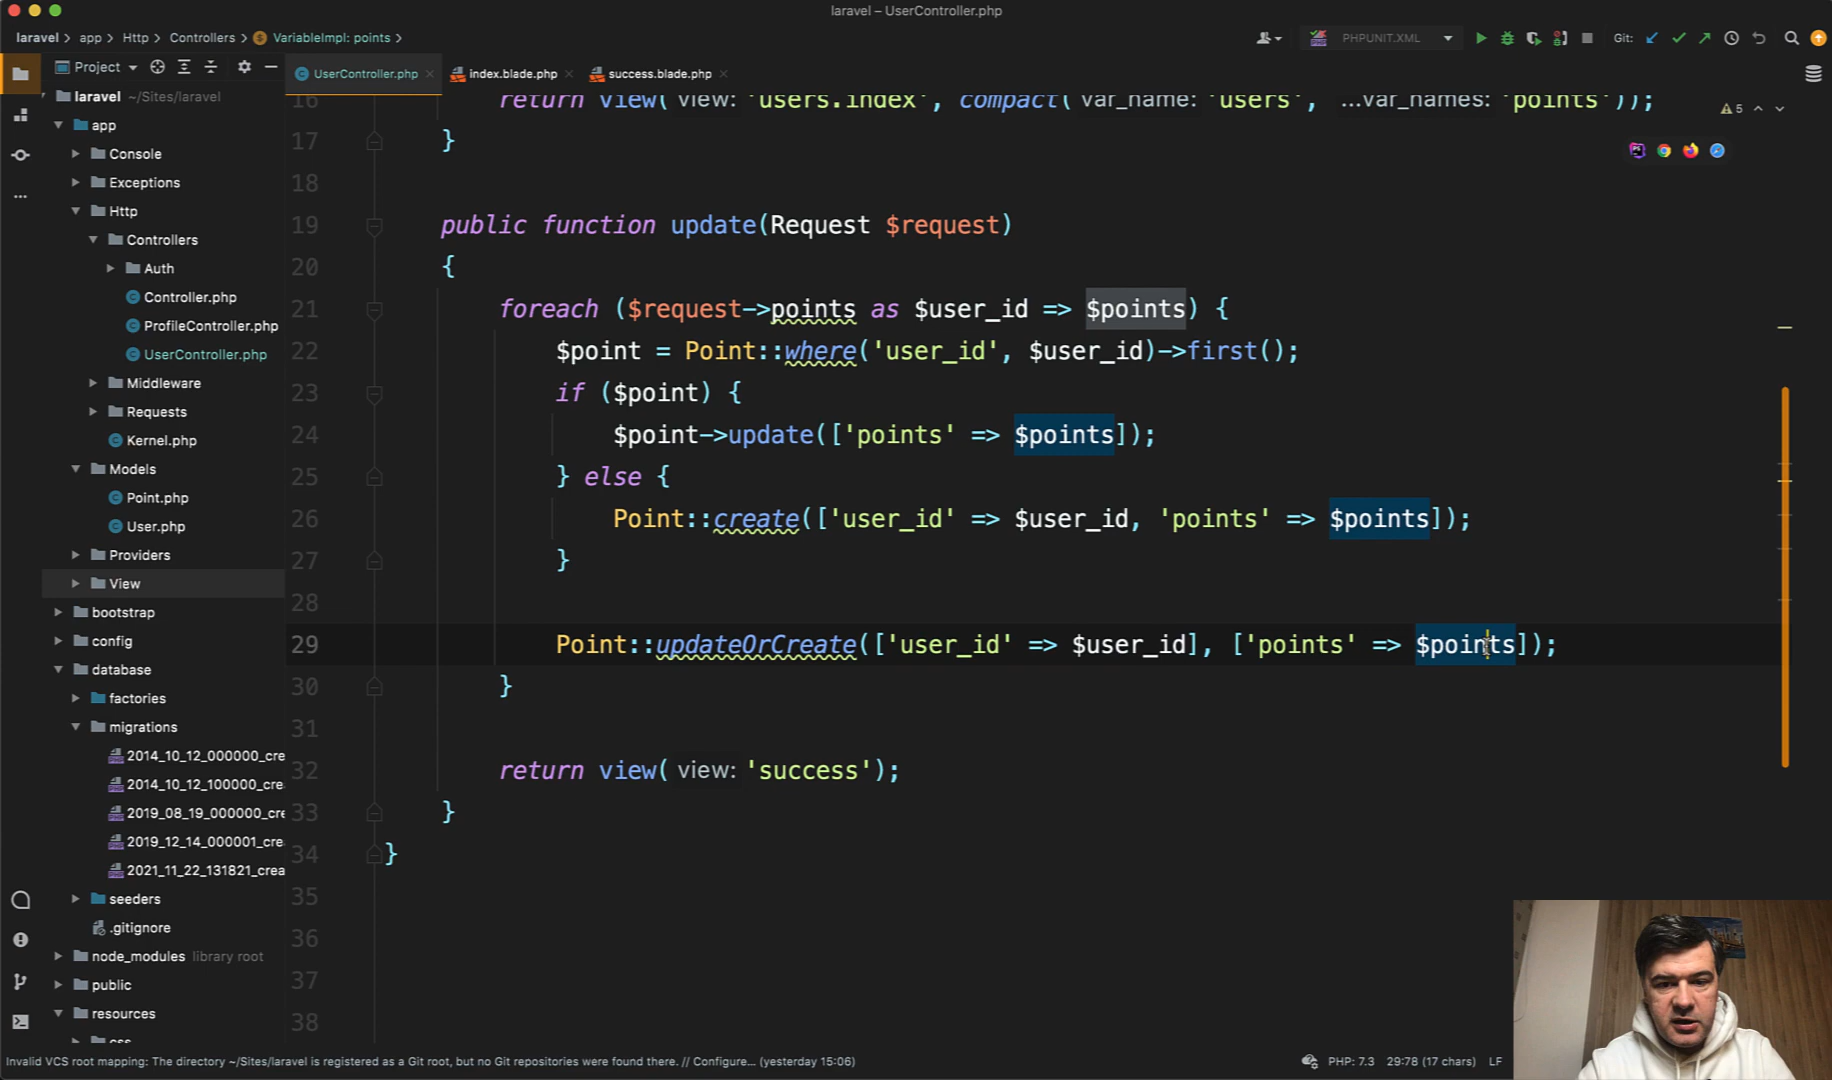 laravel – UserController.php
laravel > app > Http > Controllers > VariableImpl: points >
PHPUNIT.XML
Git:
Project
UserController.php
index.blade.php
success.blade.php
laravel ~/Sites/laravel
app
Console
Exceptions
Http
Controllers
Auth
Controller.php
ProfileController.php
UserController.php
Middleware
Requests
Kernel.php
Models
Point.php
User.php
Providers
View
bootstrap
config
database
factories
migrations
2014_10_12_000000_cre
2014_10_12_100000_cre
2019_08_19_000000_cre
2019_12_14_000001_cre
2021_11_22_131821_crea
seeders
.gitignore
node_modules library root
public
resources
css
5
16 return view( view: 'users.index', compact( var_name: 'users', ...var_names: 'points'));
17 }
18
19 public function update(Request $request)
20 {
21 foreach ($request->points as $user_id => $points) {
22 $point = Point::where('user_id', $user_id)->first();
23 if ($point) {
24 $point->update(['points' => $points]);
25 } else {
26 Point::create(['user_id' => $user_id, 'points' => $points]);
27 }
28
29 Point::updateOrCreate(['user_id' => $user_id], ['points' => $points]);
30 }
31
32 return view( view: 'success');
33 }
34 }
35
36
37
38
Invalid VCS root mapping: The directory ~/Sites/laravel is registered as a Git root, but no Git repositories were found there. // Configure... (yesterday 15:06)
PHP: 7.3 29:78 (17 chars) LF